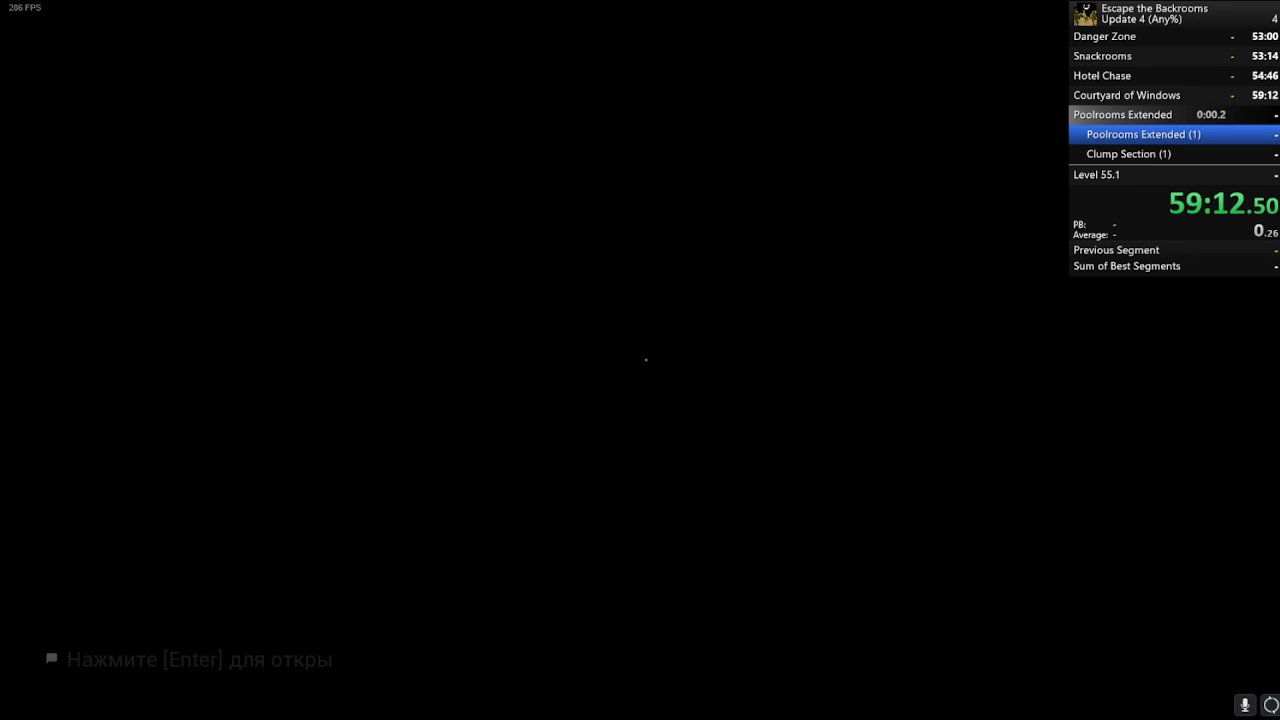 286 FPS
Escape the Backrooms
Update 4 (Any%)
4
Danger Zone - 53:00
Snackrooms - 53:14
Hotel Chase - 54:46
Courtyard of Windows - 59:12
Poolrooms Extended 0:00.2 -
Poolrooms Extended (1) -
Clump Section (1) -
Level 55.1 -
59:12.50
PB: -
Average: - 0.26
Previous Segment -
Sum of Best Segments -
Нажмите [Enter] для откры